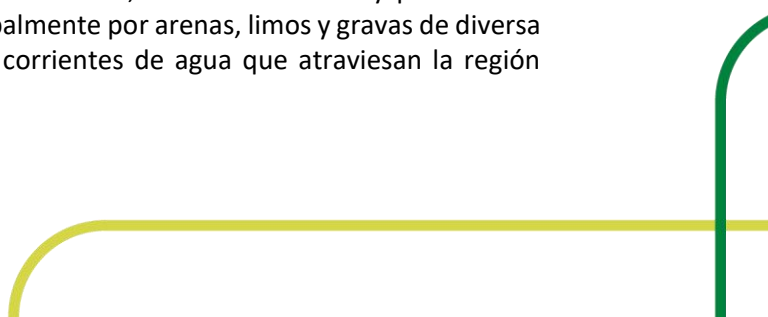 palmente por arenas, limos y gravas de diversa
corrientes de agua que atraviesan la región